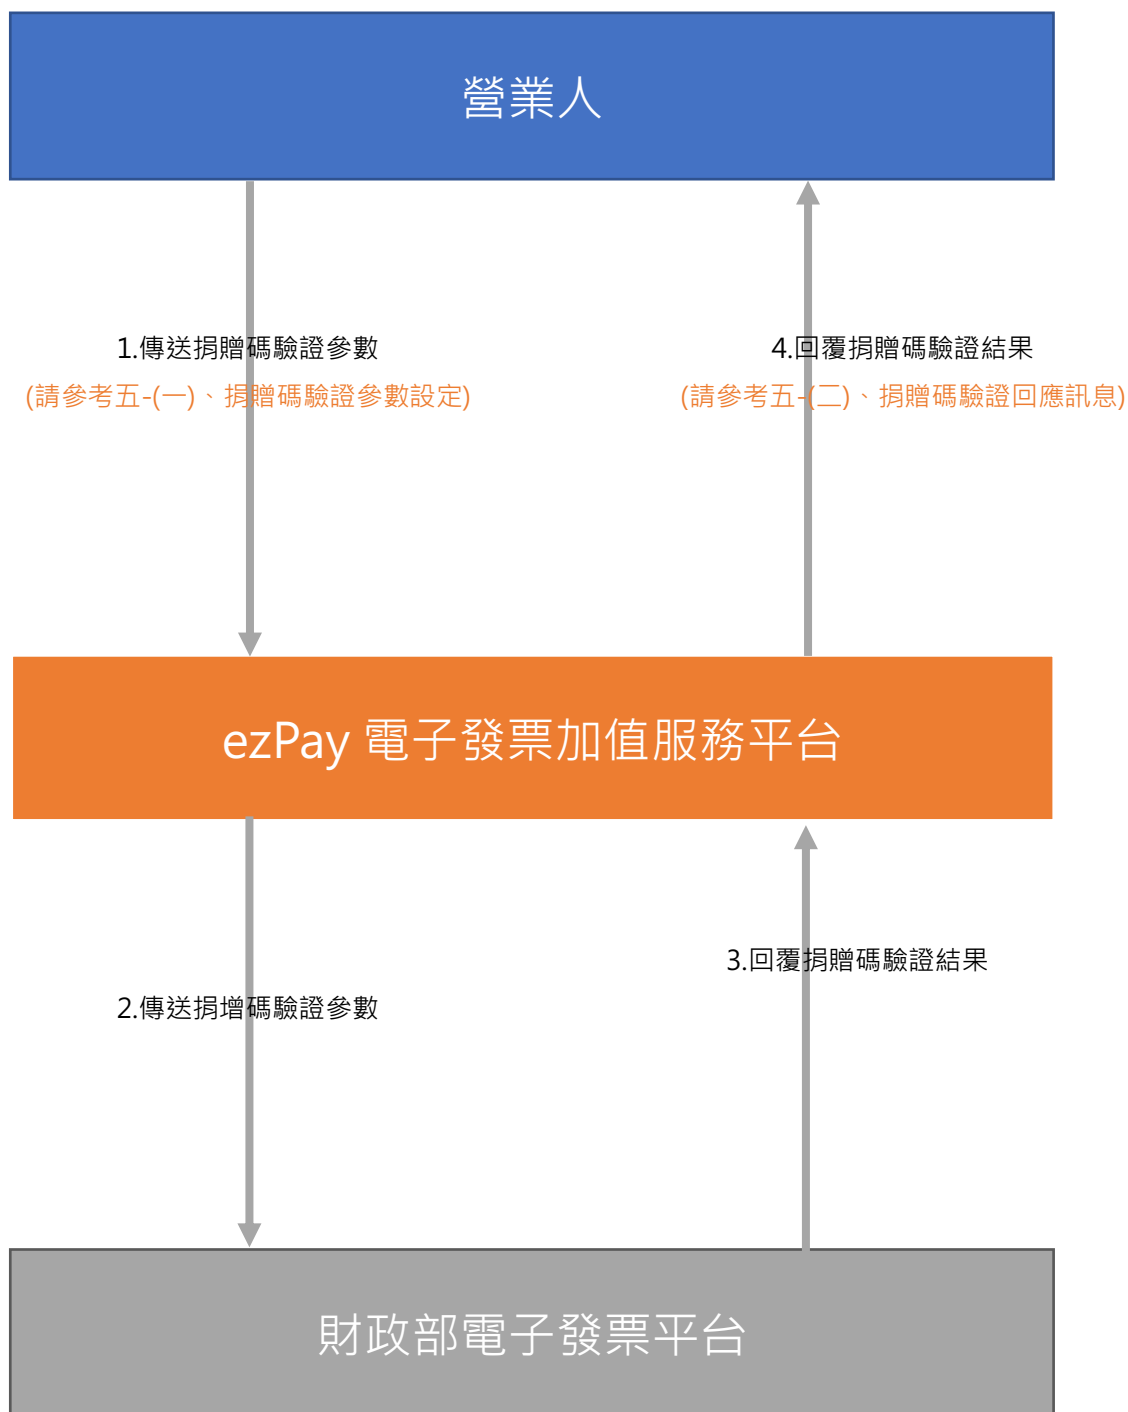 營業人
1.傳送捐贈碼驗證參數
(請參考五-(一)、捐贈碼驗證參數設定)
4.回覆捐贈碼驗證結果
(請參考五-(二)、捐贈碼驗證回應訊息)
ezPay 電子發票加值服務平台
3.回覆捐贈碼驗證結果
2.傳送捐增碼驗證參數
財政部電子發票平台